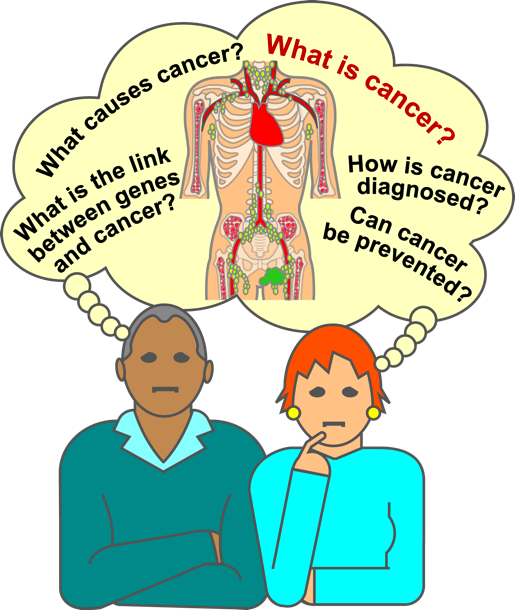 What causes cancer?
What is cancer?
What is the link
between genes
and cancer?
How is cancer
diagnosed?
Can cancer
be prevented?